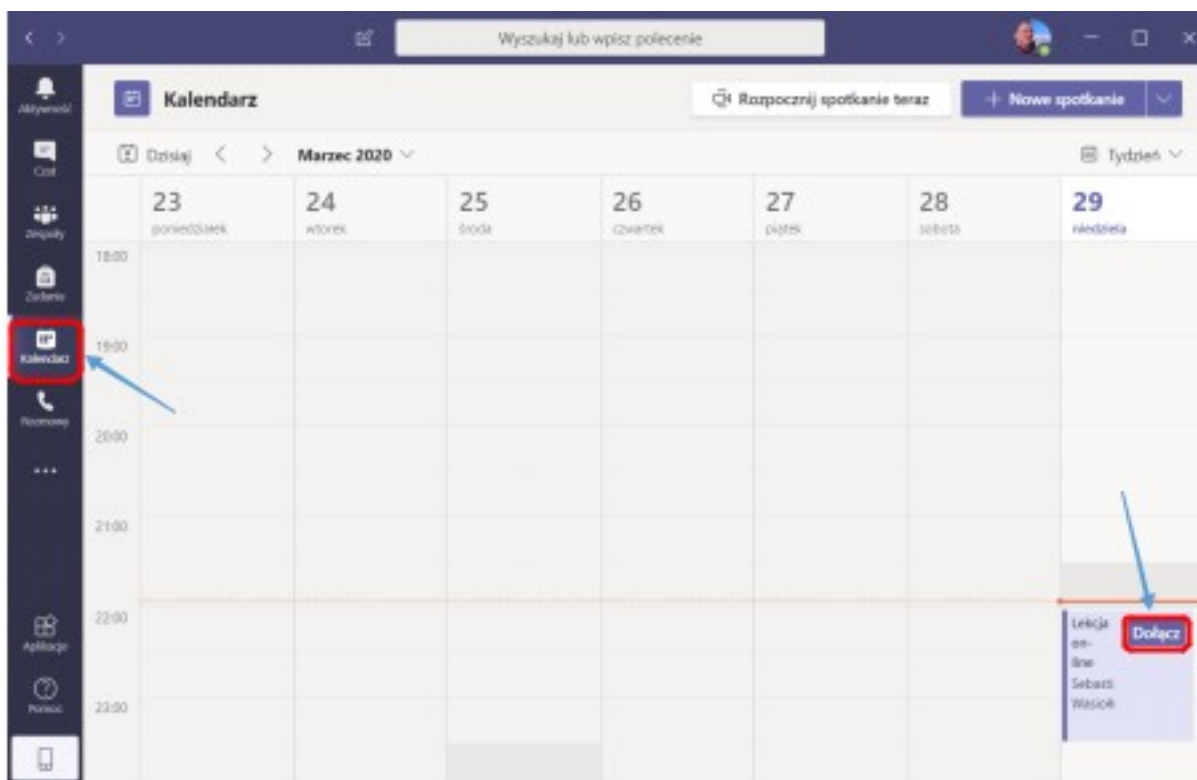 Wyszukaj lub wpisz polecenie
Aktywność
Czat
Zespoły
Zadania
Kalendarz
Rozmowy
Aplikacje
Pomoc
Kalendarz
Rozpocznij spotkanie teraz
+ Nowe spotkanie
Dzisiaj
Marzec 2020
Tydzień
23
poniedziałek
24
wtorek
25
środa
26
czwartek
27
piątek
28
sobota
29
niedziela
18:00
19:00
20:00
21:00
22:00
23:00
Lekcja
on-
line
Sebasti
Dołącz